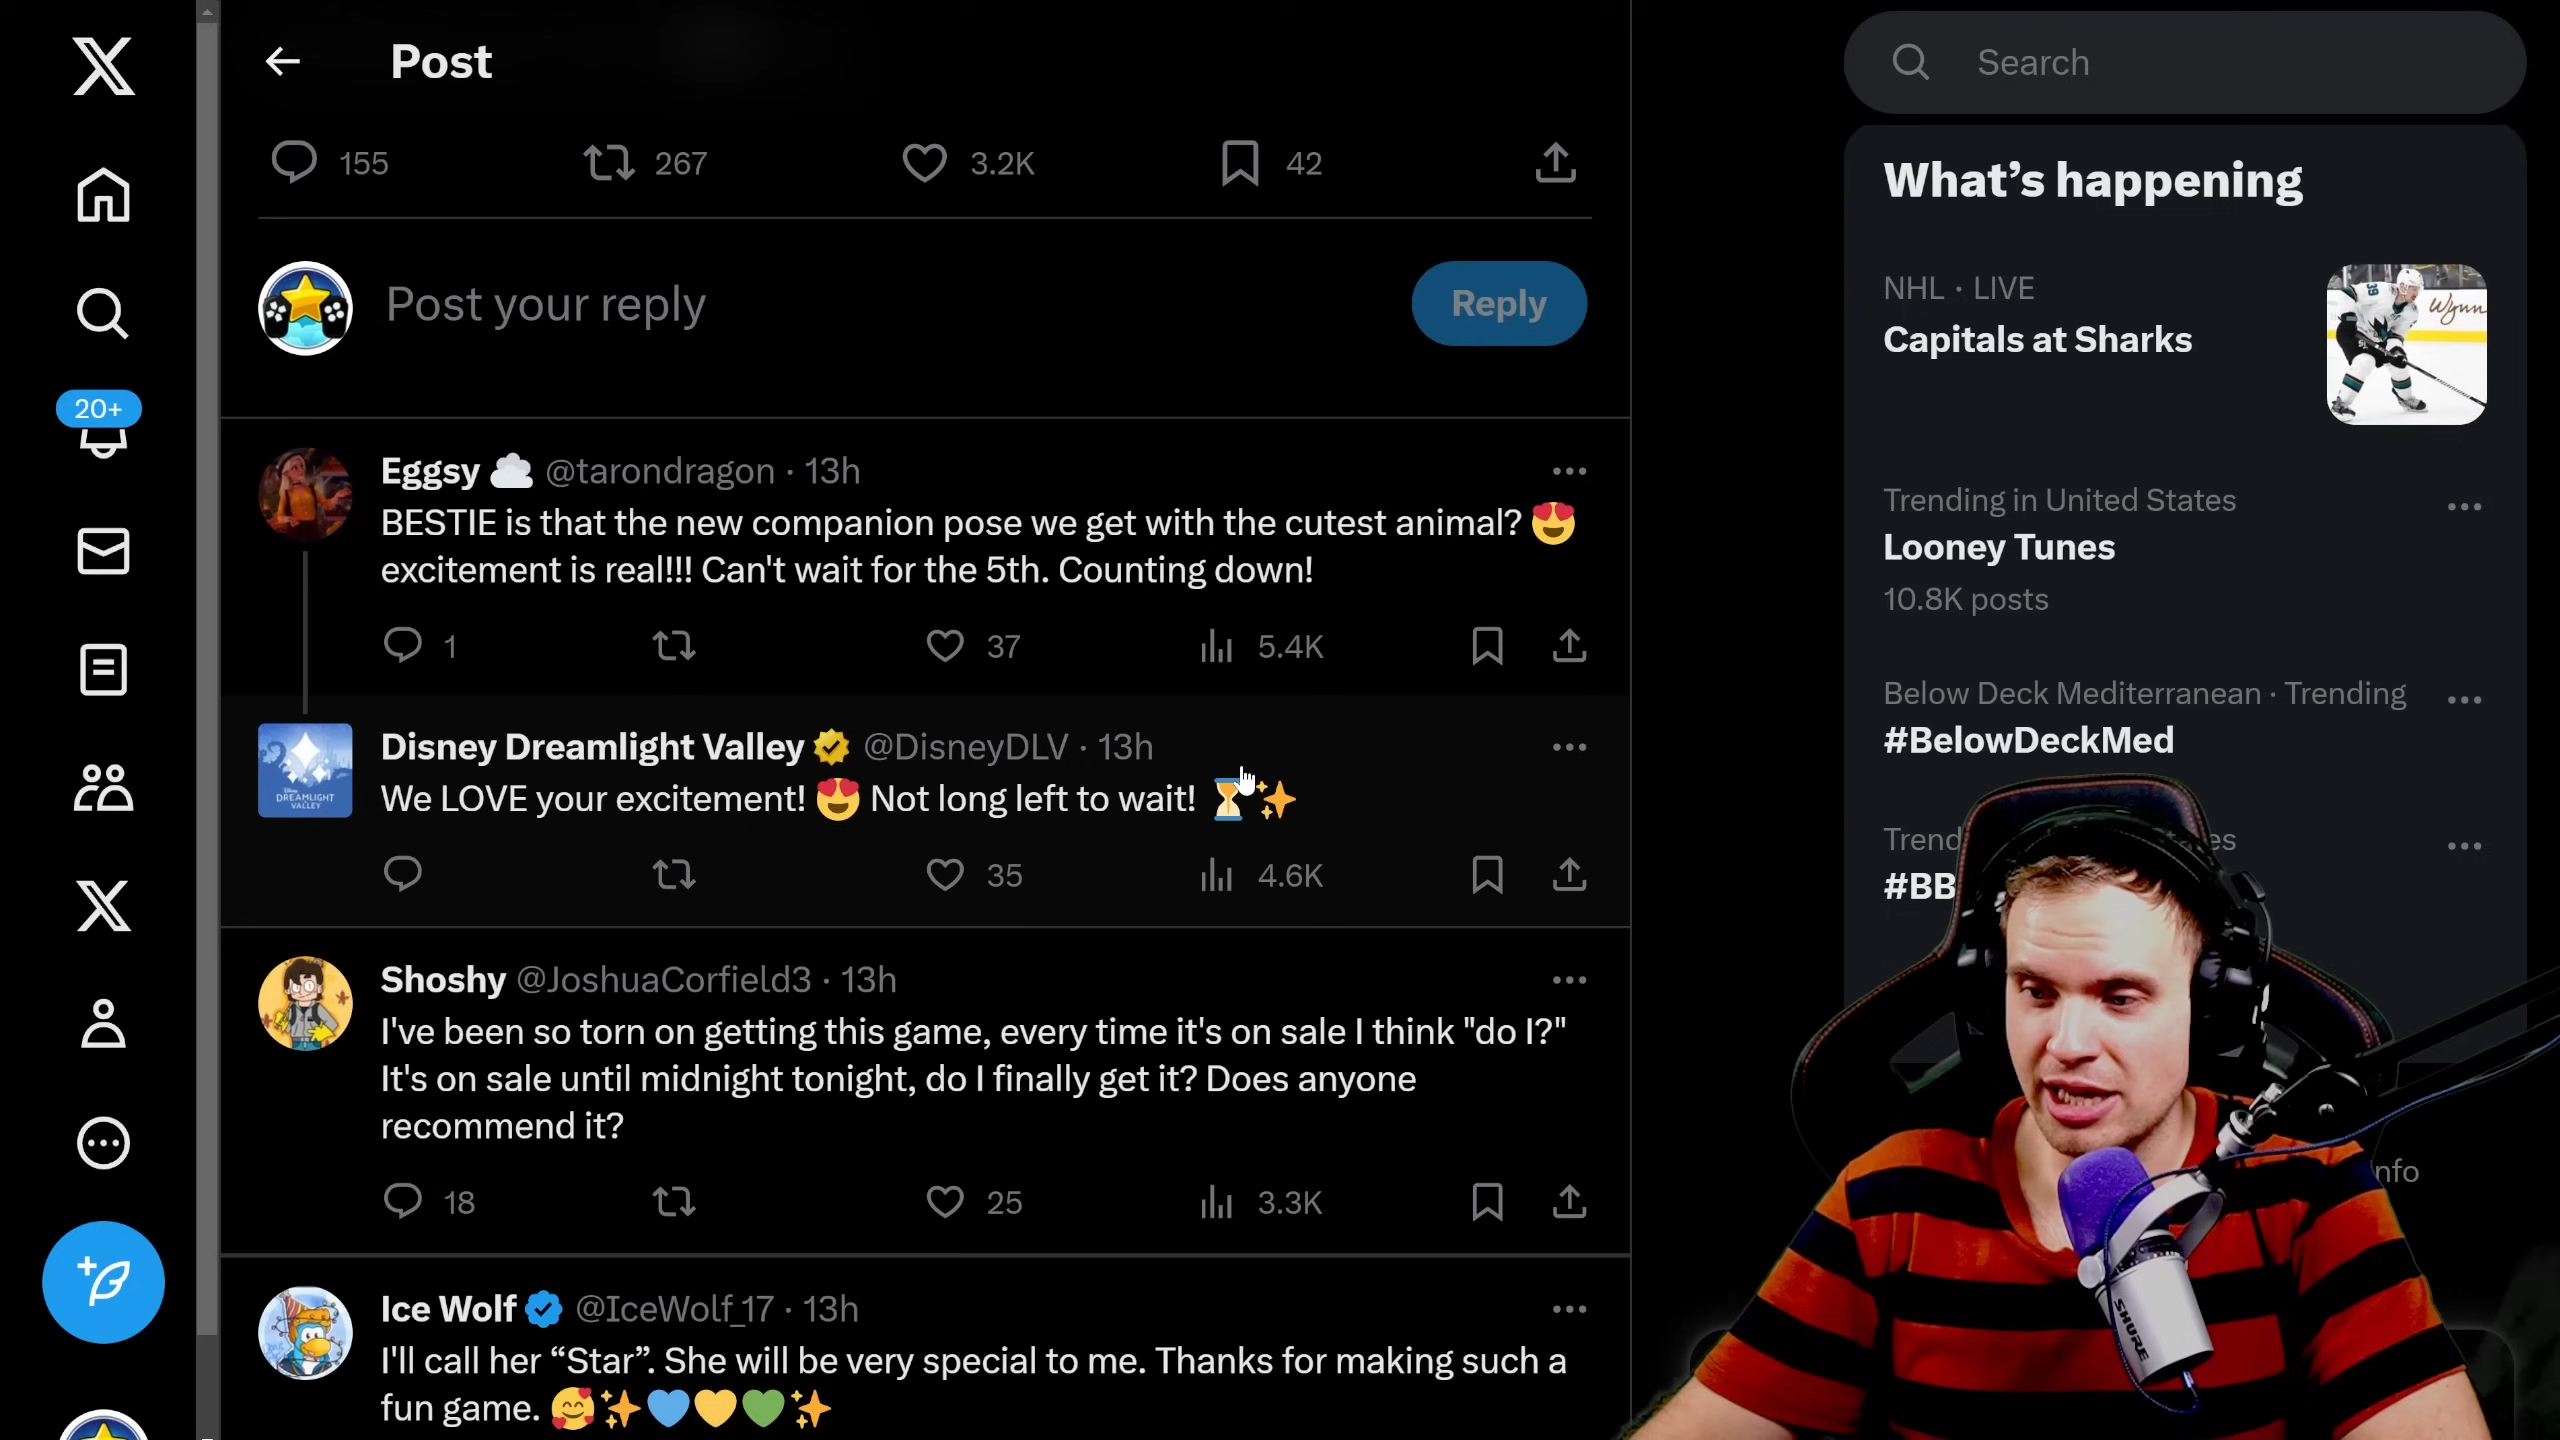 Post
Search
155
267
3.2K
42
Post your reply
Reply
20+
Eggsy ☁️ @tarondragon · 13h
BESTIE is that the new companion pose we get with the cutest animal? 😍
excitement is real!!! Can't wait for the 5th. Counting down!
1
37
5.4K
Disney Dreamlight Valley @DisneyDLV · 13h
We LOVE your excitement! 😍 Not long left to wait! ⏳✨
DREAMLIGHT
VALLEY
35
4.6K
Shoshy @JoshuaCorfield3 · 13h
I've been so torn on getting this game, every time it's on sale I think "do I?"
It's on sale until midnight tonight, do I finally get it? Does anyone
recommend it?
18
25
3.3K
Ice Wolf @IceWolf_17 · 13h
I'll call her “Star”. She will be very special to me. Thanks for making such a
fun game. 🥰✨💙💛💚✨
What’s happening
NHL · LIVE
Capitals at Sharks
39
Wynn
Trending in United States
Looney Tunes
10.8K posts
Below Deck Mediterranean · Trending
#BelowDeckMed
Trend
es
#BB
nfo
SHURE